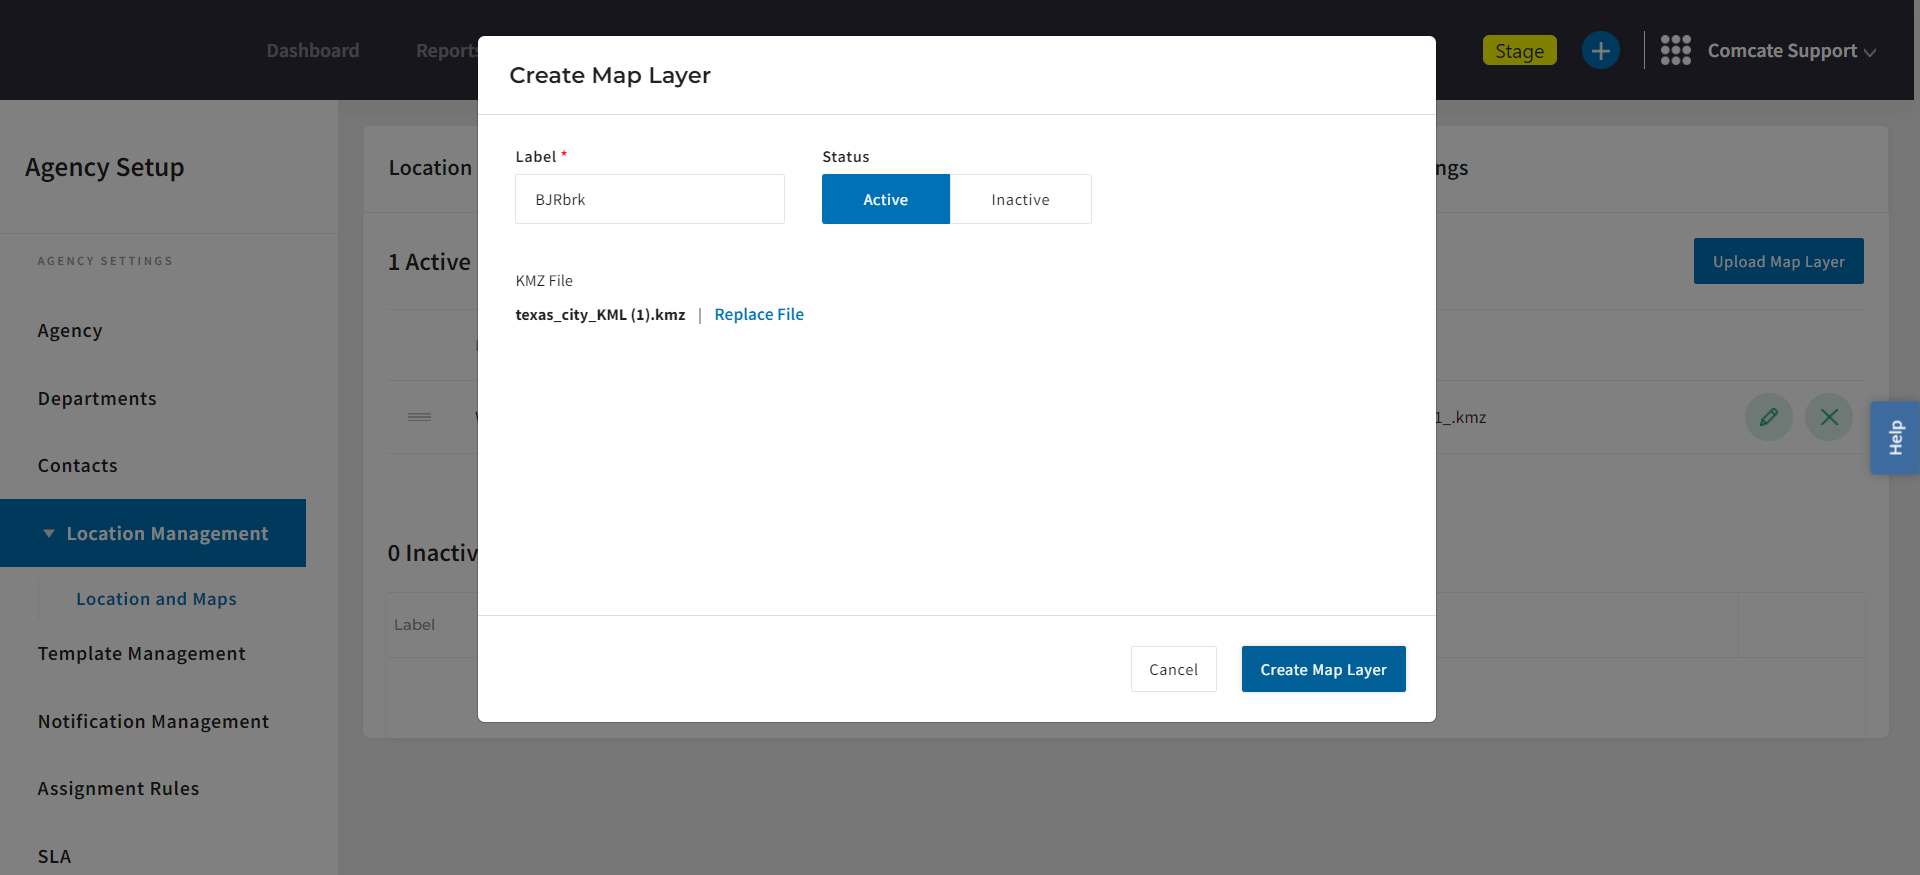 Dashboard
Reports
Stage
Comcate Support
Create Map Layer
Agency Setup
Location
ngs
Label *
Status
BJRbrk
Active
Inactive
AGENCY SETTINGS
1 Active
Upload Map Layer
KMZ File
texas_city_KML (1).kmz | Replace File
Agency
Departments
1_.kmz
Help
Contacts
Location Management
0 Inactiv
Location and Maps
Label
Template Management
Cancel
Create Map Layer
Notification Management
Assignment Rules
SLA